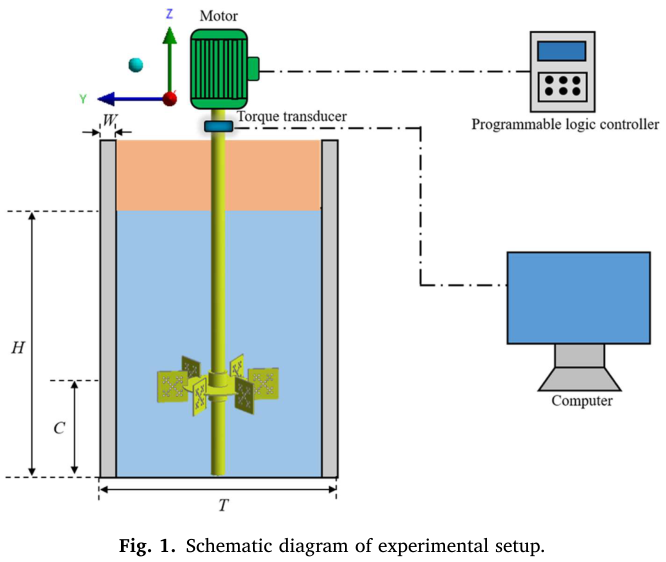 Z
Motor
Y
W
Torque transducer
Programmable logic controller
H
C
Computer
T
Fig. 1. Schematic diagram of experimental setup.